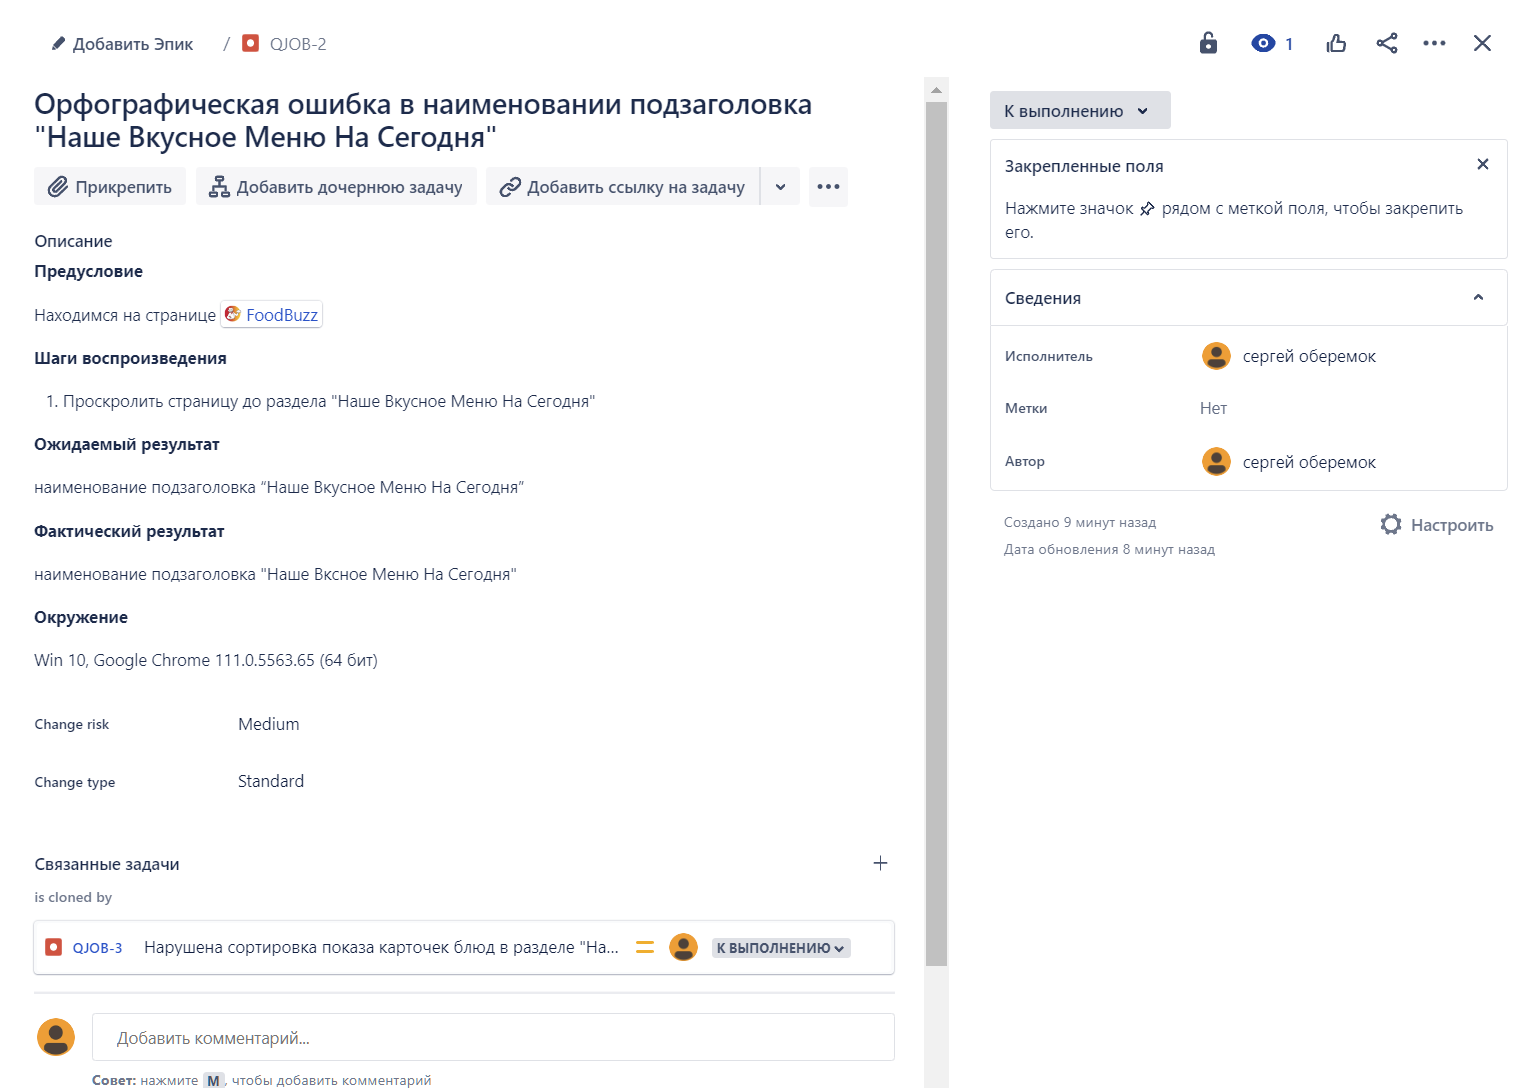 Добавить Эпик / QJOB-2
1
Орфографическая ошибка в наименовании подзаголовка
"Наше Вкусное Меню На Сегодня"
Прикрепить Добавить дочернюю задачу Добавить ссылку на задачу
Описание
Предусловие
Находимся на странице FoodBuzz
Шаги воспроизведения
1. Проскролить страницу до раздела "Наше Вкусное Меню На Сегодня"
Ожидаемый результат
наименование подзаголовка “Наше Вкусное Меню На Сегодня”
Фактический результат
наименование подзаголовка "Наше Вксное Меню На Сегодня"
Окружение
Win 10, Google Chrome 111.0.5563.65 (64 бит)
Change risk Medium
Change type Standard
Связанные задачи
is cloned by
QJOB-3 Нарушена сортировка показа карточек блюд в разделе "На... К ВЫПОЛНЕНИЮ
Добавить комментарий...
Совет: нажмите M, чтобы добавить комментарий
К выполнению
Закрепленные поля
Нажмите значок рядом с меткой поля, чтобы закрепить
его.
Сведения
Исполнитель сергей оберемок
Метки Нет
Автор сергей оберемок
Создано 9 минут назад
Настроить
Дата обновления 8 минут назад